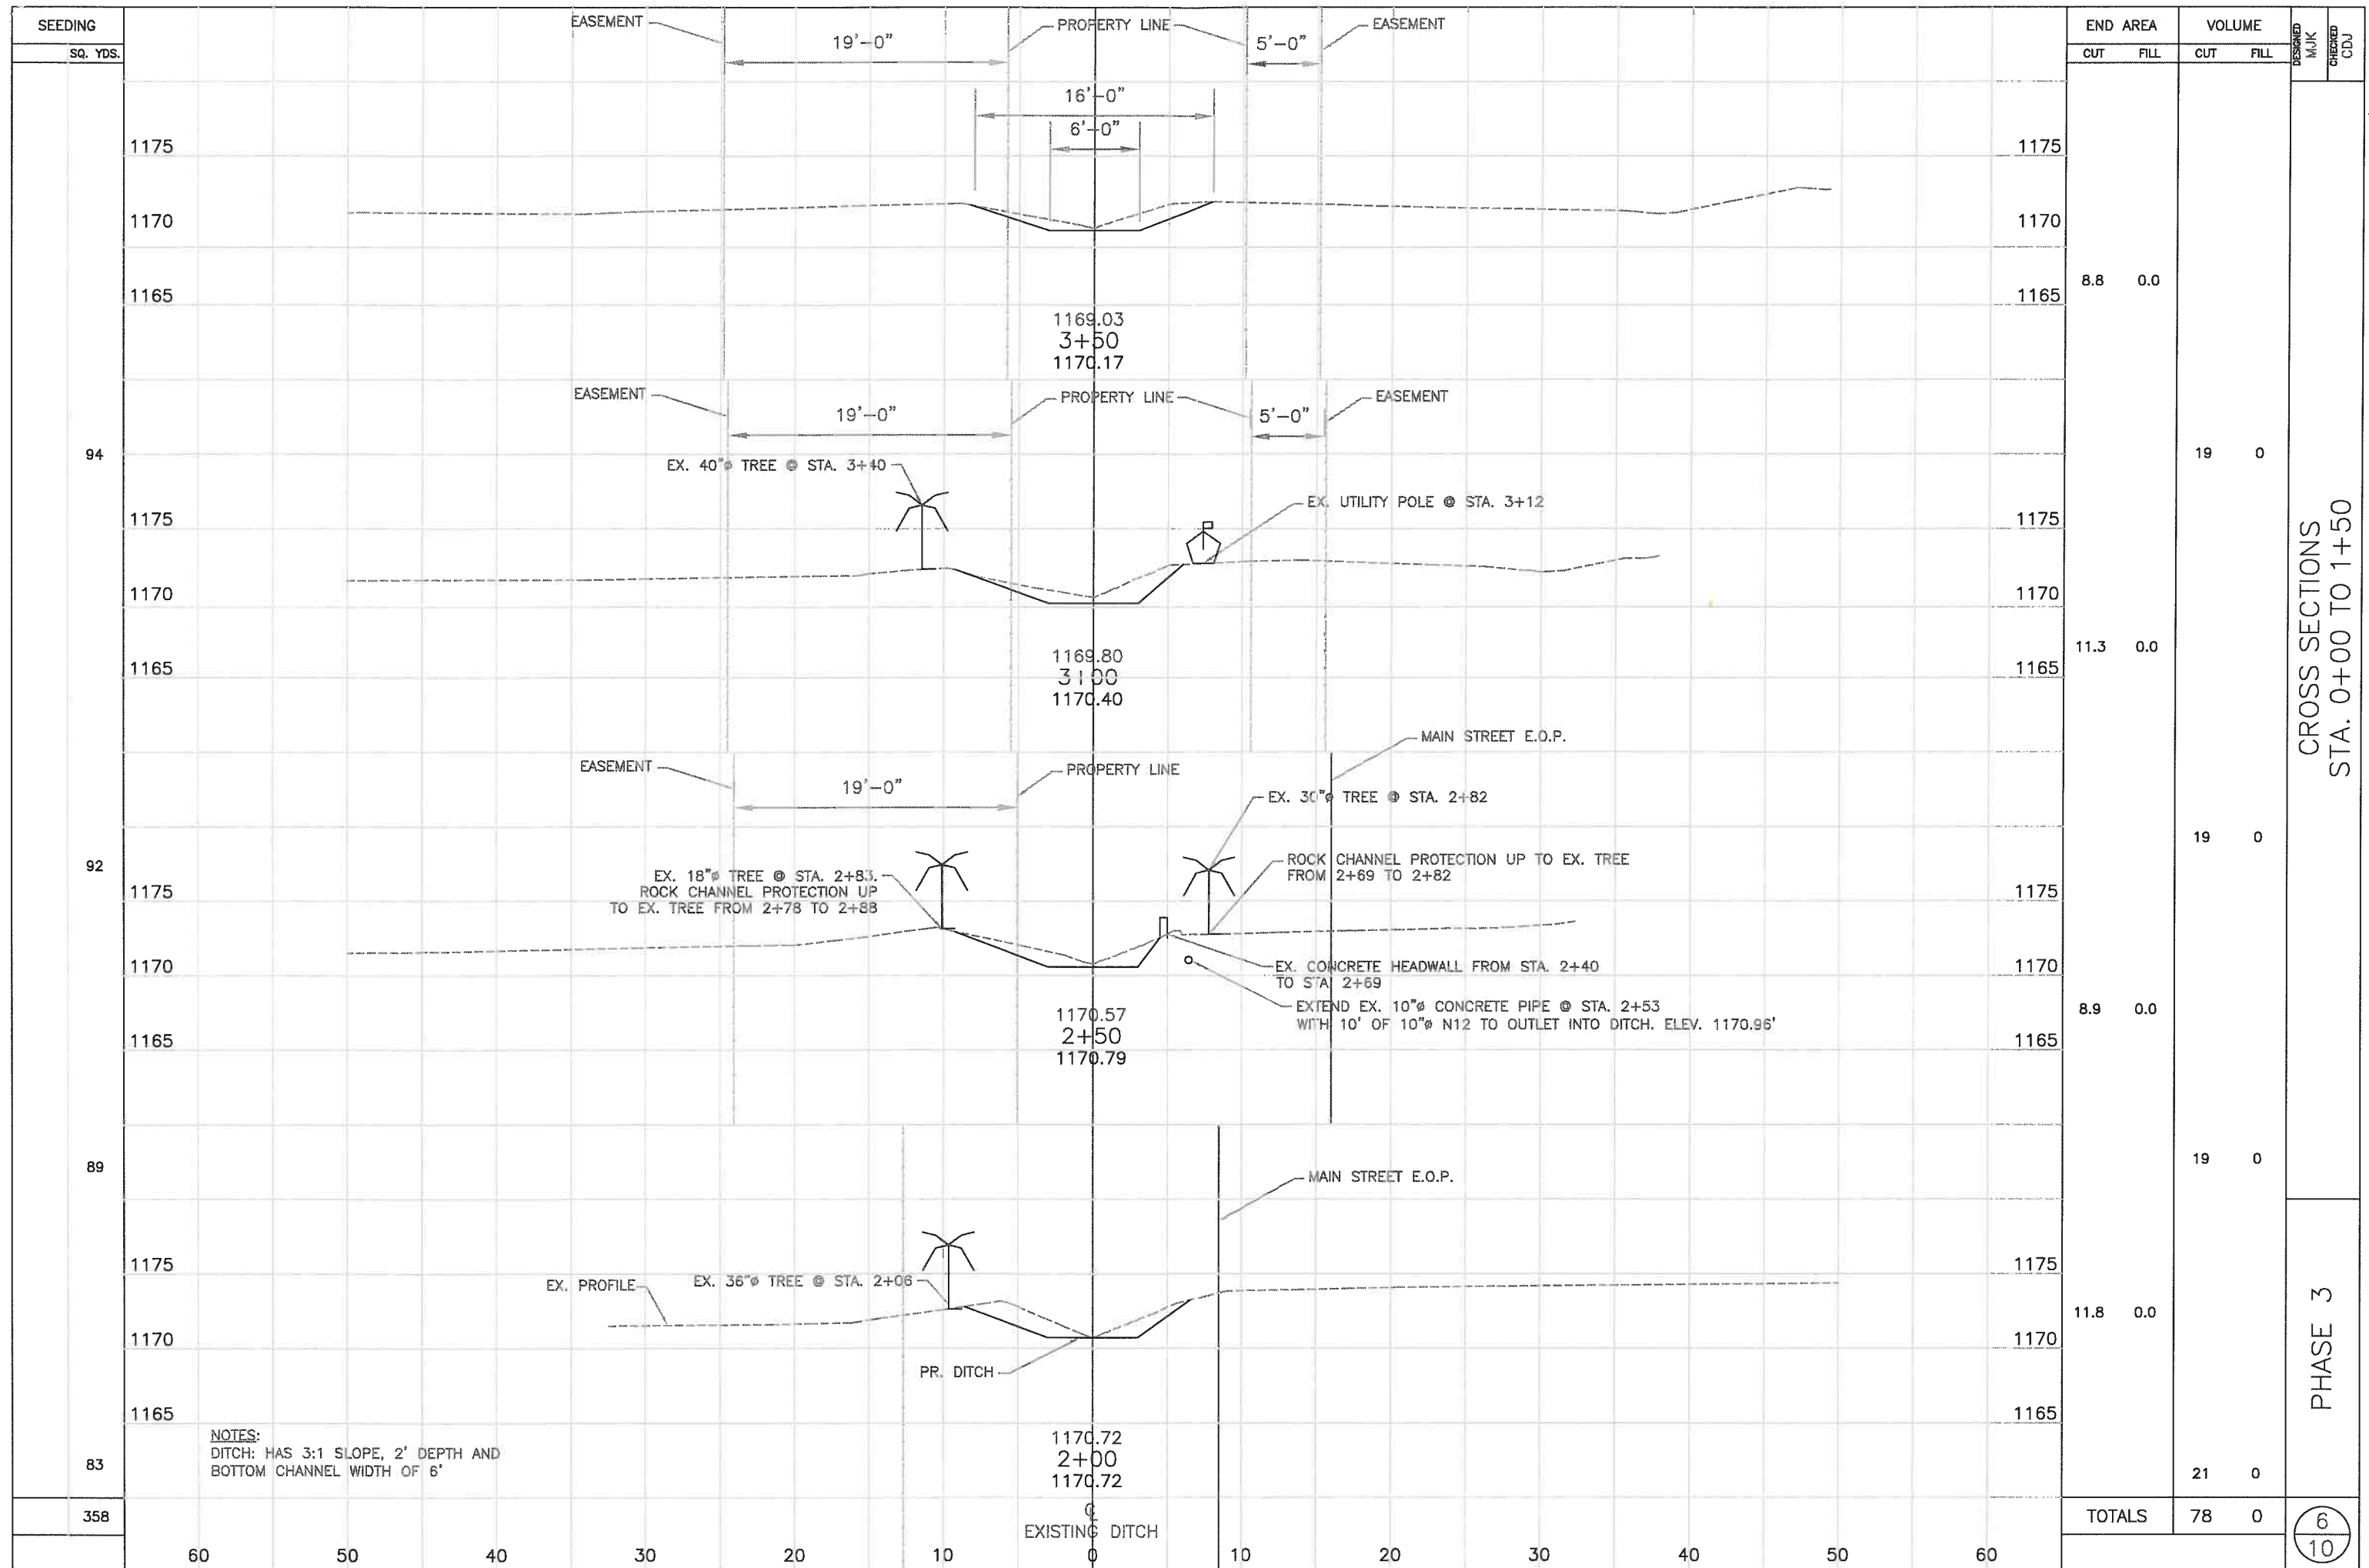 SEEDING
SQ. YDS.
94
92
89
83
358
EASEMENT
19'-0"
PROPERTY LINE
5'-0"
EASEMENT
16'-0"
6'-0"
1175
1175
1170
1170
1165
1165
1169.03
3+50
1170.17
EASEMENT
19'-0"
PROPERTY LINE
5'-0"
EASEMENT
EX. 40"ø TREE @ STA. 3+40
EX. UTILITY POLE @ STA. 3+12
1175
1175
1170
1170
1165
1165
1169.80
3+00
1170.40
MAIN STREET E.O.P.
EASEMENT
19'-0"
PROPERTY LINE
EX. 30"ø TREE @ STA. 2+82
EX. 18"ø TREE @ STA. 2+83.
ROCK CHANNEL PROTECTION UP
TO EX. TREE FROM 2+78 TO 2+88
ROCK CHANNEL PROTECTION UP TO EX. TREE
FROM 2+69 TO 2+82
1175
1175
1170
1170
EX. CONCRETE HEADWALL FROM STA. 2+40
TO STA 2+69
EXTEND EX. 10"ø CONCRETE PIPE @ STA. 2+53
WITH 10' OF 10"ø N12 TO OUTLET INTO DITCH. ELEV. 1170.96'
1165
1165
1170.57
2+50
1170.79
MAIN STREET E.O.P.
EX. PROFILE
EX. 36"ø TREE @ STA. 2+06
1175
1175
1170
1170
PR. DITCH
1165
1165
NOTES:
DITCH: HAS 3:1 SLOPE, 2' DEPTH AND
BOTTOM CHANNEL WIDTH OF 6'
1170.72
2+00
1170.72
℄
EXISTING DITCH
60 50 40 30 20 10 0 10 20 30 40 50 60
END AREA
CUT FILL
8.8 0.0
11.3 0.0
8.9 0.0
11.8 0.0
VOLUME
CUT FILL
19 0
19 0
19 0
21 0
TOTALS 78 0
DESIGNED
MJK
CHECKED
CDJ
CROSS SECTIONS
STA. 0+00 TO 1+50
PHASE 3
6
10